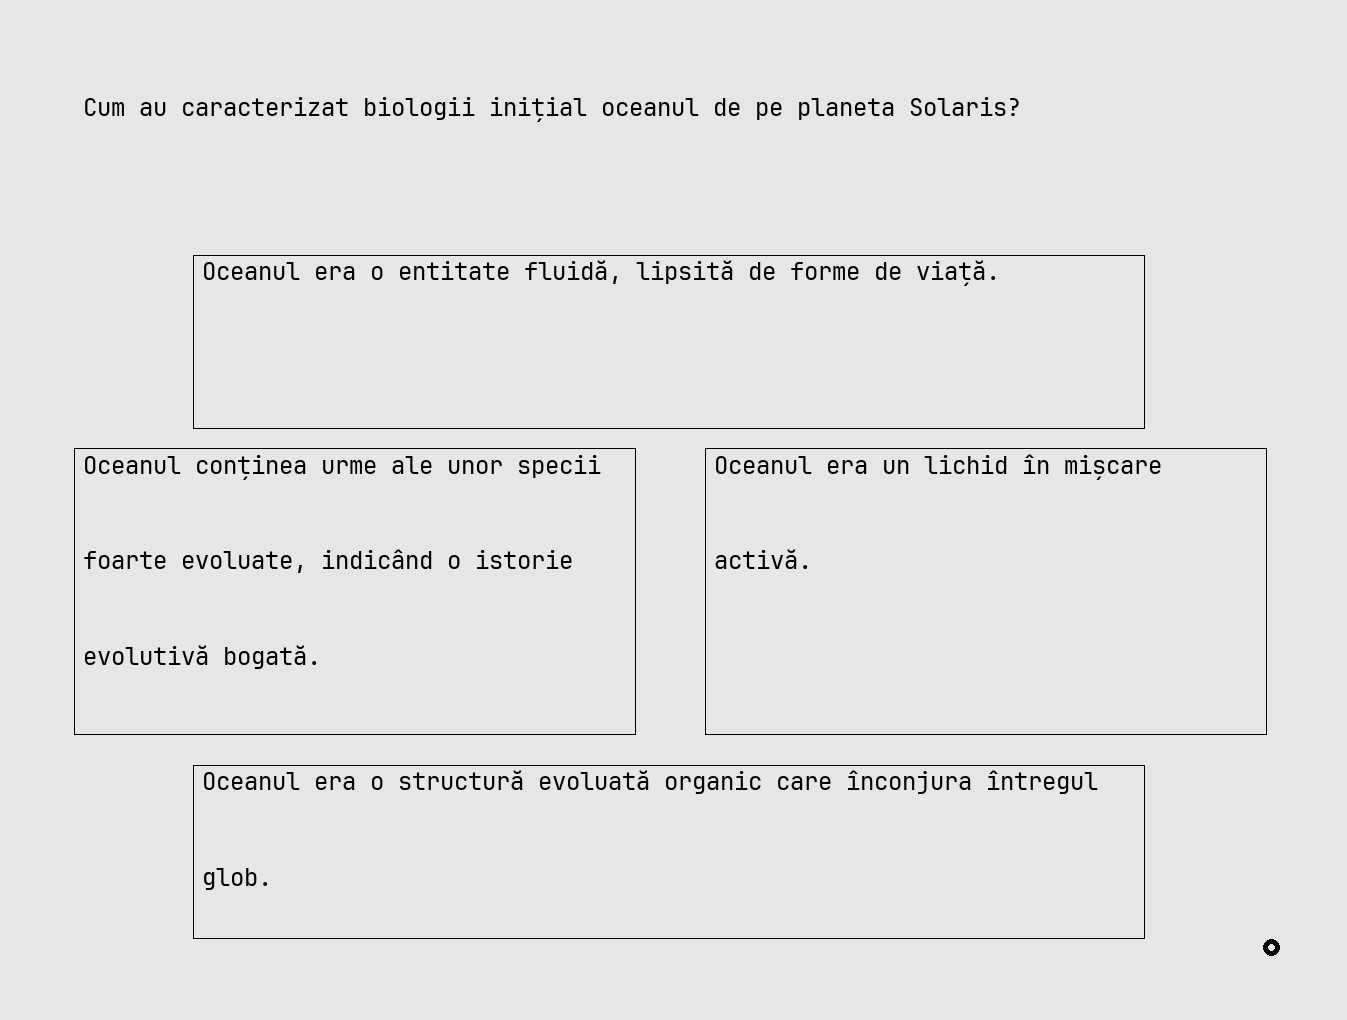 Cum au caracterizat biologii inițial oceanul de pe planeta Solaris?
Oceanul era o entitate fluidă, lipsită de forme de viață.
Oceanul conținea urme ale unor specii
foarte evoluate, indicând o istorie
evolutivă bogată.
Oceanul era un lichid în mișcare
activă.
Oceanul era o structură evoluată organic care înconjura întregul
glob.